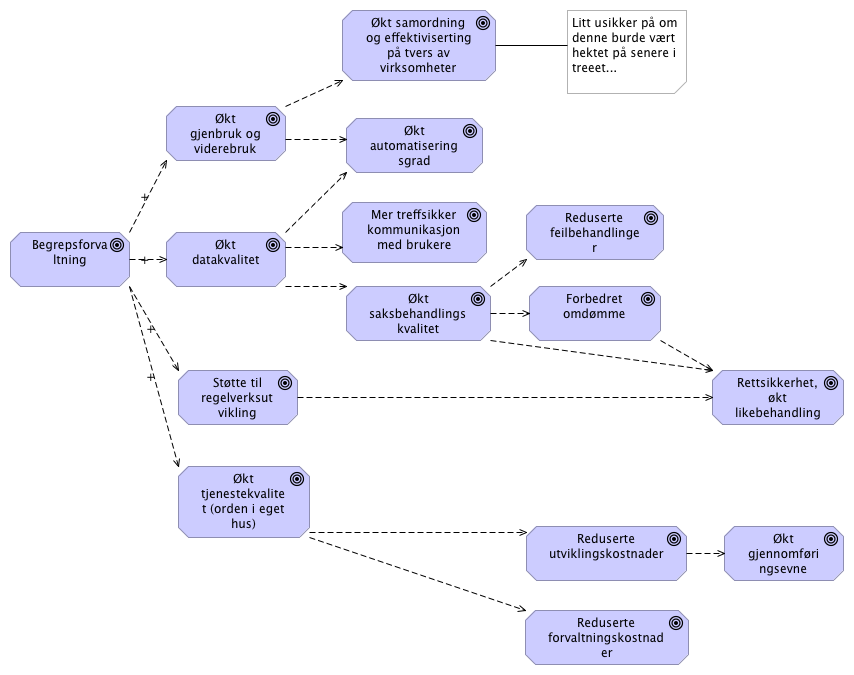 Økt samordning
og effektiviserting
på tvers av
virksomheter
Litt usikker på om
denne burde vært
hektet på senere i
treeet...
Økt
gjenbruk og
viderebruk
Økt
automatisering
sgrad
Mer treffsikker
kommunikasjon
med brukere
Reduserte
feilbehandlinge
r
Begrepsforva
ltning
Økt
datakvalitet
Økt
saksbehandlings
kvalitet
Forbedret
omdømme
Støtte til
regelverksut
vikling
Rettsikkerhet,
økt
likebehandling
Økt
tjenestekvalite
t (orden i eget
hus)
Reduserte
utviklingskostnader
Økt
gjennomføri
ngsevne
Reduserte
forvaltningskostnad
er
+
+
+
+